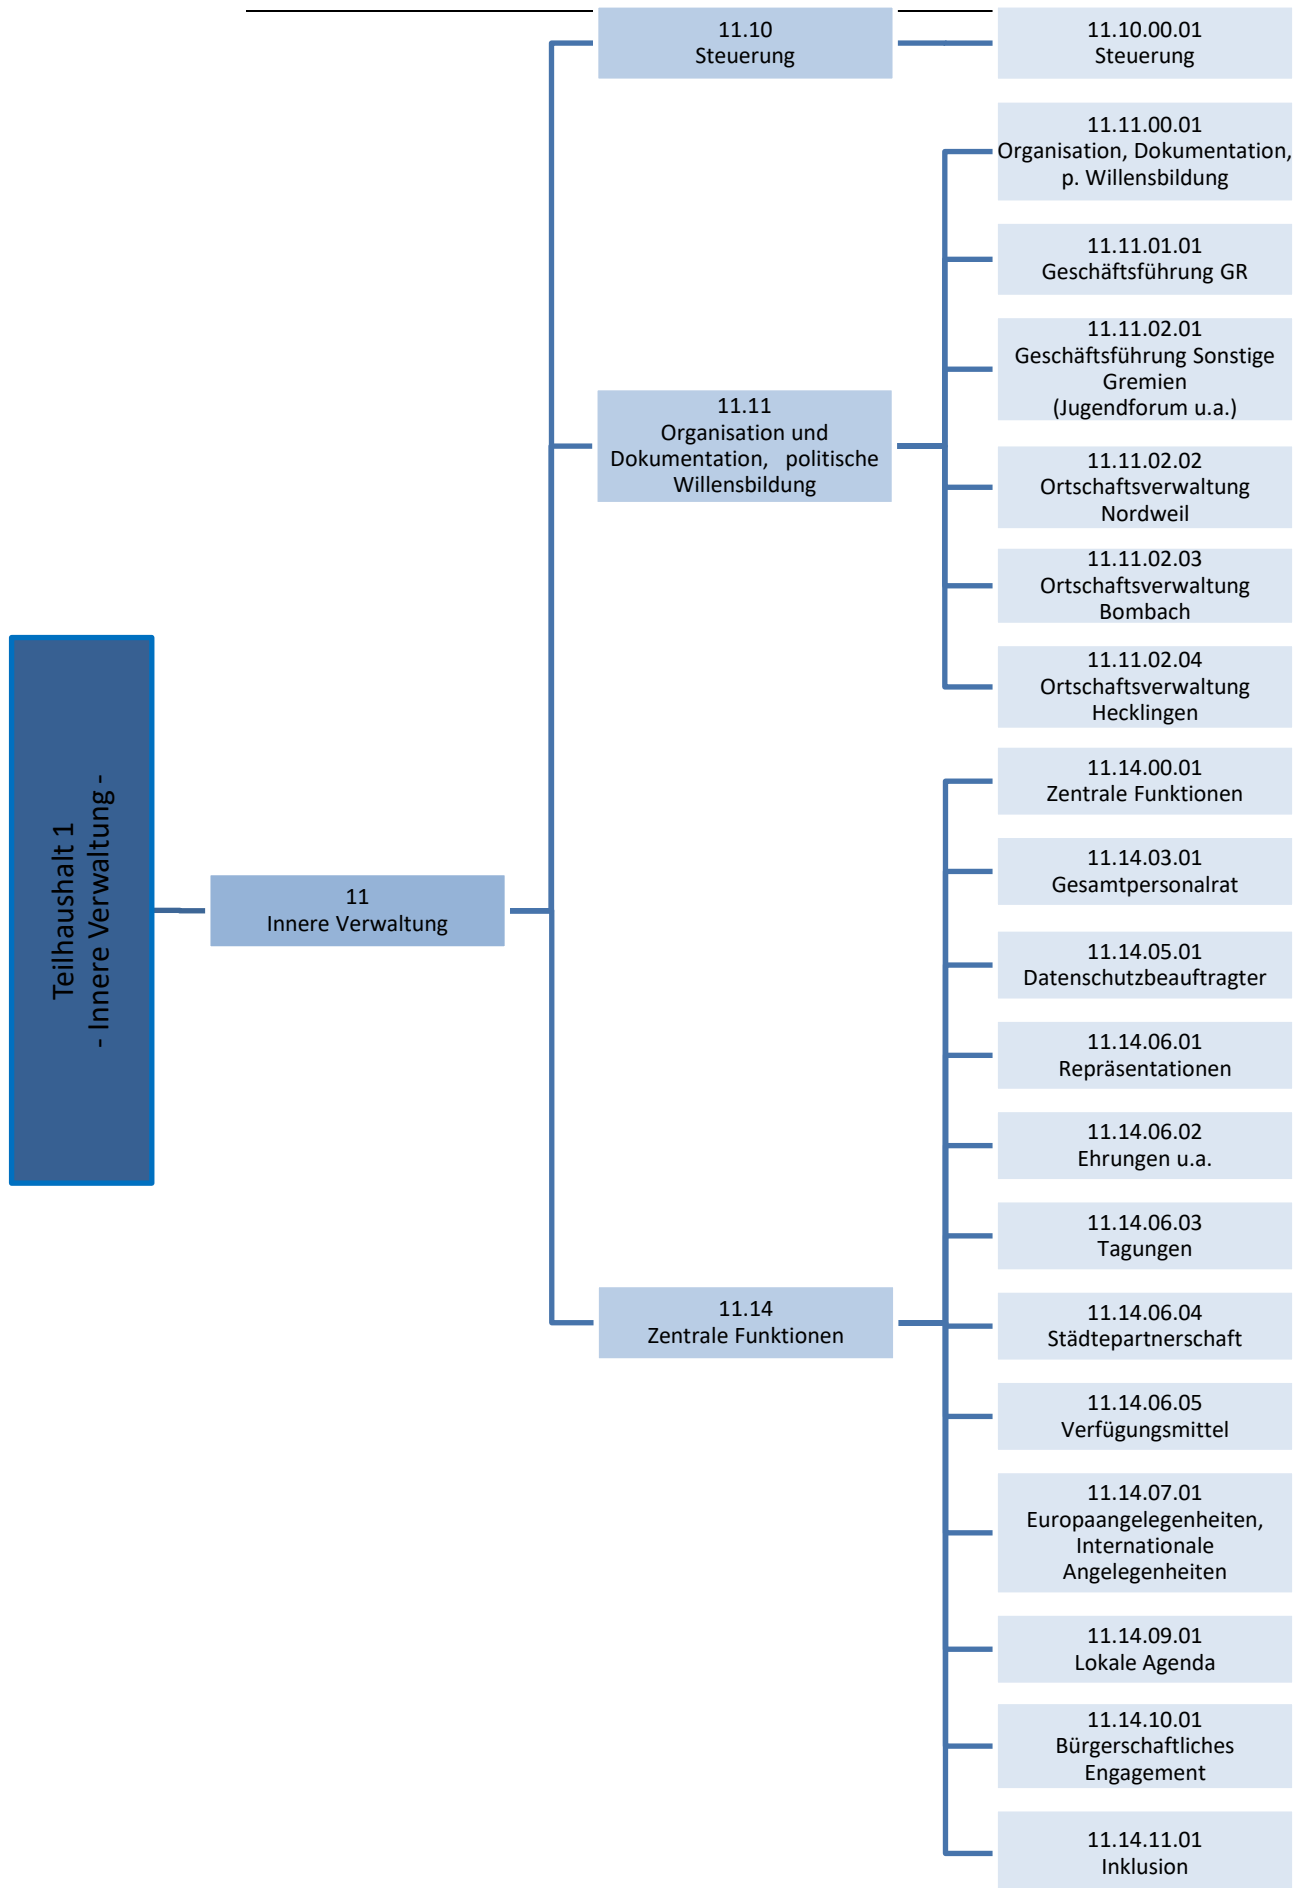 Teilhaushalt 1
- Innere Verwaltung -
11
Innere Verwaltung
11.10
Steuerung
11.10.00.01
Steuerung
11.11
Organisation und
Dokumentation, politische
Willensbildung
11.11.00.01
Organisation, Dokumentation,
p. Willensbildung
11.11.01.01
Geschäftsführung GR
11.11.02.01
Geschäftsführung Sonstige
Gremien
(Jugendforum u.a.)
11.11.02.02
Ortschaftsverwaltung
Nordweil
11.11.02.03
Ortschaftsverwaltung
Bombach
11.11.02.04
Ortschaftsverwaltung
Hecklingen
11.14
Zentrale Funktionen
11.14.00.01
Zentrale Funktionen
11.14.03.01
Gesamtpersonalrat
11.14.05.01
Datenschutzbeauftragter
11.14.06.01
Repräsentationen
11.14.06.02
Ehrungen u.a.
11.14.06.03
Tagungen
11.14.06.04
Städtepartnerschaft
11.14.06.05
Verfügungsmittel
11.14.07.01
Europaangelegenheiten,
Internationale
Angelegenheiten
11.14.09.01
Lokale Agenda
11.14.10.01
Bürgerschaftliches
Engagement
11.14.11.01
Inklusion